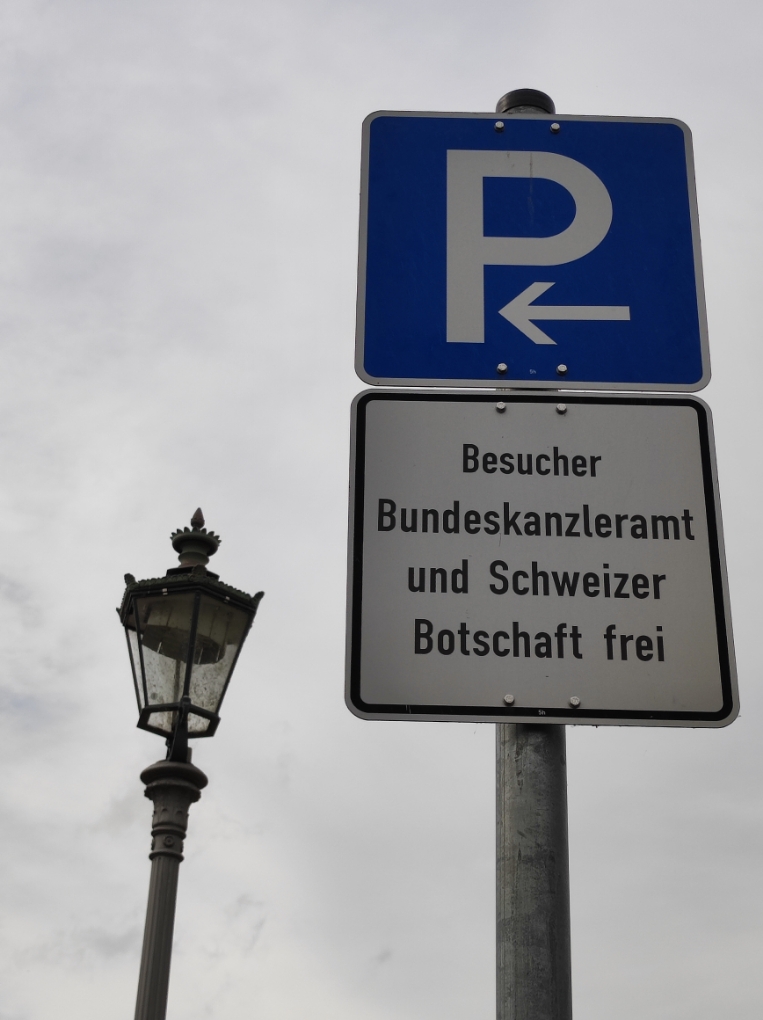 P
Besucher
Bundeskanzleramt
und Schweizer
Botschaft frei